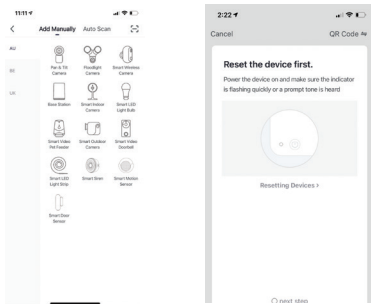 11:11
Add Manually Auto Scan
AU
BE
UK
Pan & Tilt
Camera
Floodlight
Camera
Smart Wireless
Camera
Base Station
Smart Indoor
Camera
Smart LED
Light Bulb
Smart Video
Pet Feeder
Smart Outdoor
Camera
Smart Video
Doorbell
Smart LED
Light Strip
Smart Siren
Smart Motion
Sensor
Smart Door
Sensor
2:22
Cancel QR Code
Reset the device first.
Power the device on and make sure the indicator
is flashing quickly or a prompt tone is heard
Resetting Devices >
next step